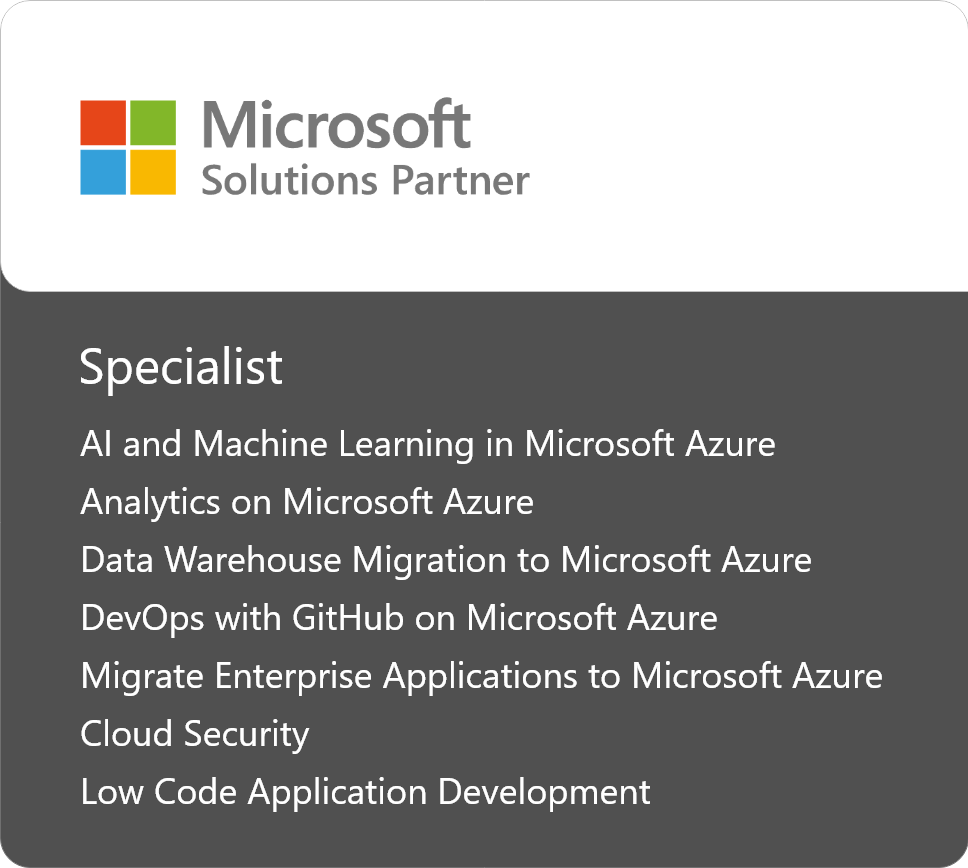 Microsoft
Solutions Partner
Specialist
AI and Machine Learning in Microsoft Azure
Analytics on Microsoft Azure
Data Warehouse Migration to Microsoft Azure
DevOps with GitHub on Microsoft Azure
Migrate Enterprise Applications to Microsoft Azure
Cloud Security
Low Code Application Development